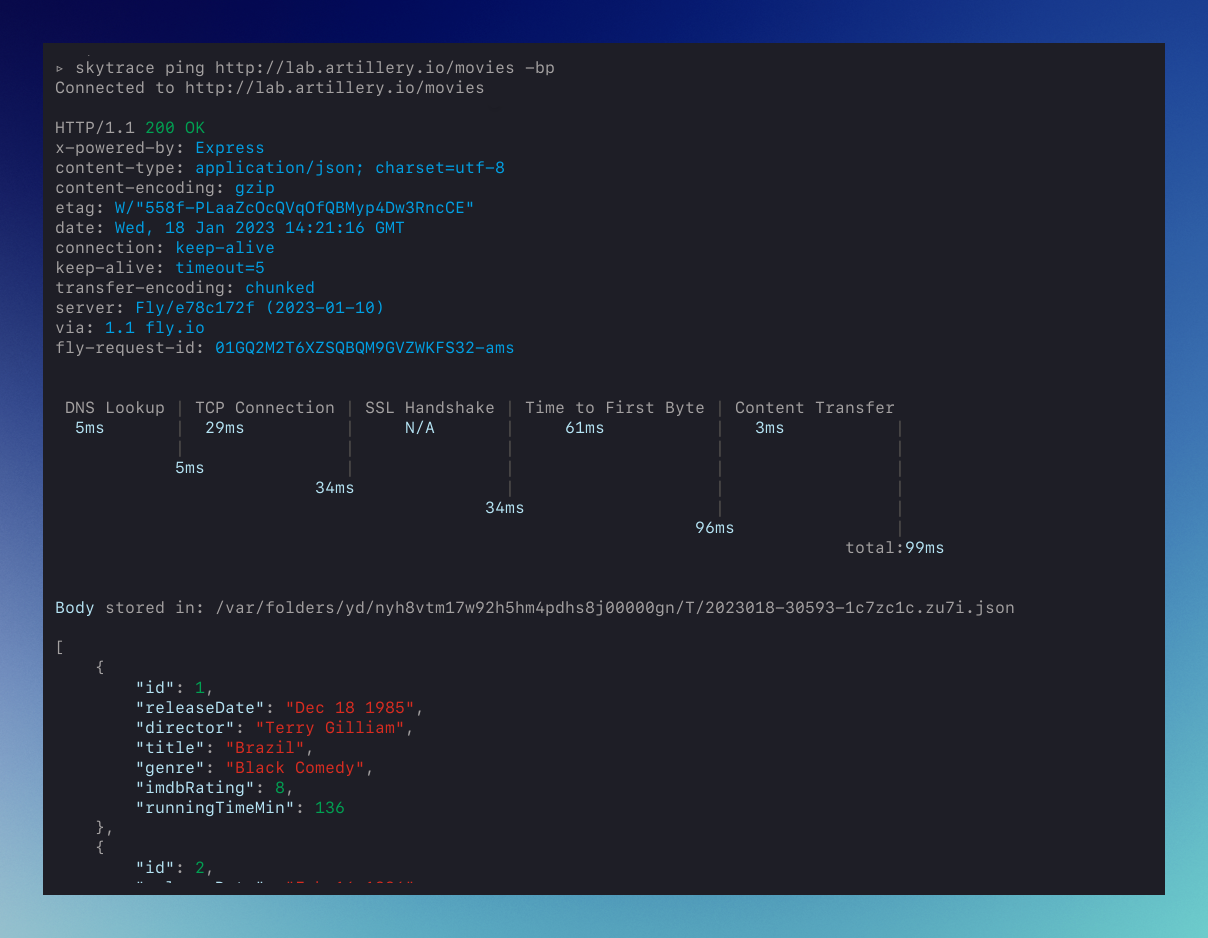 ▹ skytrace ping http://lab.artillery.io/movies -bp
Connected to http://lab.artillery.io/movies
HTTP/1.1 200 OK
x-powered-by: Express
content-type: application/json; charset=utf-8
content-encoding: gzip
etag: W/"558f-PLaaZcOcQVqOfQBMyp4Dw3RncCE"
date: Wed, 18 Jan 2023 14:21:16 GMT
connection: keep-alive
keep-alive: timeout=5
transfer-encoding: chunked
server: Fly/e78c172f (2023-01-10)
via: 1.1 fly.io
fly-request-id: 01GQ2M2T6XZSQBQM9GVZWKFS32-ams
DNS Lookup | TCP Connection | SSL Handshake | Time to First Byte | Content Transfer
5ms | 29ms | N/A | 61ms | 3ms |
5ms
34ms
34ms
96ms
total:99ms
Body stored in: /var/folders/yd/nyh8vtm17w92h5hm4pdhs8j00000gn/T/2023018-30593-1c7zc1c.zu7i.json
[
{
"id": 1,
"releaseDate": "Dec 18 1985",
"director": "Terry Gilliam",
"title": "Brazil",
"genre": "Black Comedy",
"imdbRating": 8,
"runningTimeMin": 136
},
{
"id": 2,